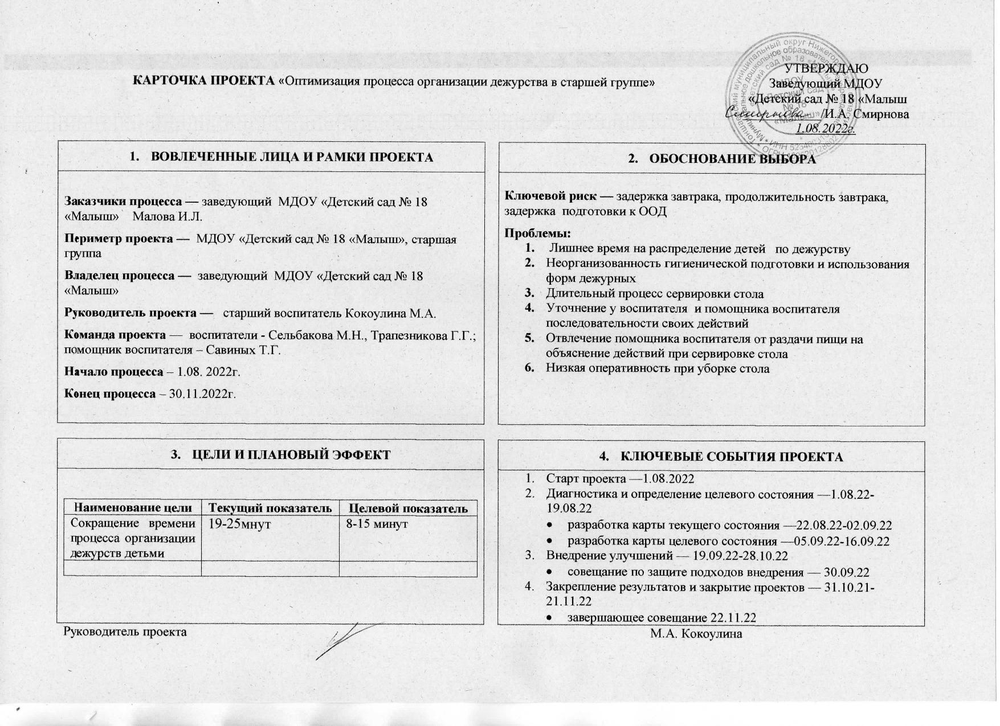 КАРТОЧКА ПРОЕКТА «Оптимизация процесса организации дежурства в старшей группе»
УТВЕРЖДАЮ
Заведующий МДОУ
«Детский сад № 18 «Малыш
Смирнова /И.А. Смирнова
1.08.2022г.
1. ВОВЛЕЧЕННЫЕ ЛИЦА И РАМКИ ПРОЕКТА
Заказчики процесса — заведующий МДОУ «Детский сад № 18
«Малыш» Малова И.Л.
Периметр проекта — МДОУ «Детский сад № 18 «Малыш», старшая
группа
Владелец процесса — заведующий МДОУ «Детский сад № 18
«Малыш»
Руководитель проекта — старший воспитатель Кокоулина М.А.
Команда проекта — воспитатели - Сельбакова М.Н., Трапезникова Г.Г.;
помощник воспитателя – Савиных Т.Г.
Начало процесса – 1.08. 2022г.
Конец процесса – 30.11.2022г.
2. ОБОСНОВАНИЕ ВЫБОРА
Ключевой риск — задержка завтрака, продолжительность завтрака,
задержка подготовки к ООД
Проблемы:
1. Лишнее время на распределение детей по дежурству
2. Неорганизованность гигиенической подготовки и использования
форм дежурных
3. Длительный процесс сервировки стола
4. Уточнение у воспитателя и помощника воспитателя
последовательности своих действий
5. Отвлечение помощника воспитателя от раздачи пищи на
объяснение действий при сервировке стола
6. Низкая оперативность при уборке стола
3. ЦЕЛИ И ПЛАНОВЫЙ ЭФФЕКТ
Наименование цели Текущий показатель Целевой показатель
Сокращение времени 19-25мнут 8-15 минут
процесса организации
дежурств детьми
4. КЛЮЧЕВЫЕ СОБЫТИЯ ПРОЕКТА
1. Старт проекта —1.08.2022
2. Диагностика и определение целевого состояния —1.08.22-
19.08.22
• разработка карты текущего состояния —22.08.22-02.09.22
• разработка карты целевого состояния —05.09.22-16.09.22
3. Внедрение улучшений — 19.09.22-28.10.22
• совещание по защите подходов внедрения — 30.09.22
4. Закрепление результатов и закрытие проектов — 31.10.21-
21.11.22
• завершающее совещание 22.11.22
Руководитель проекта М.А. Кокоулина